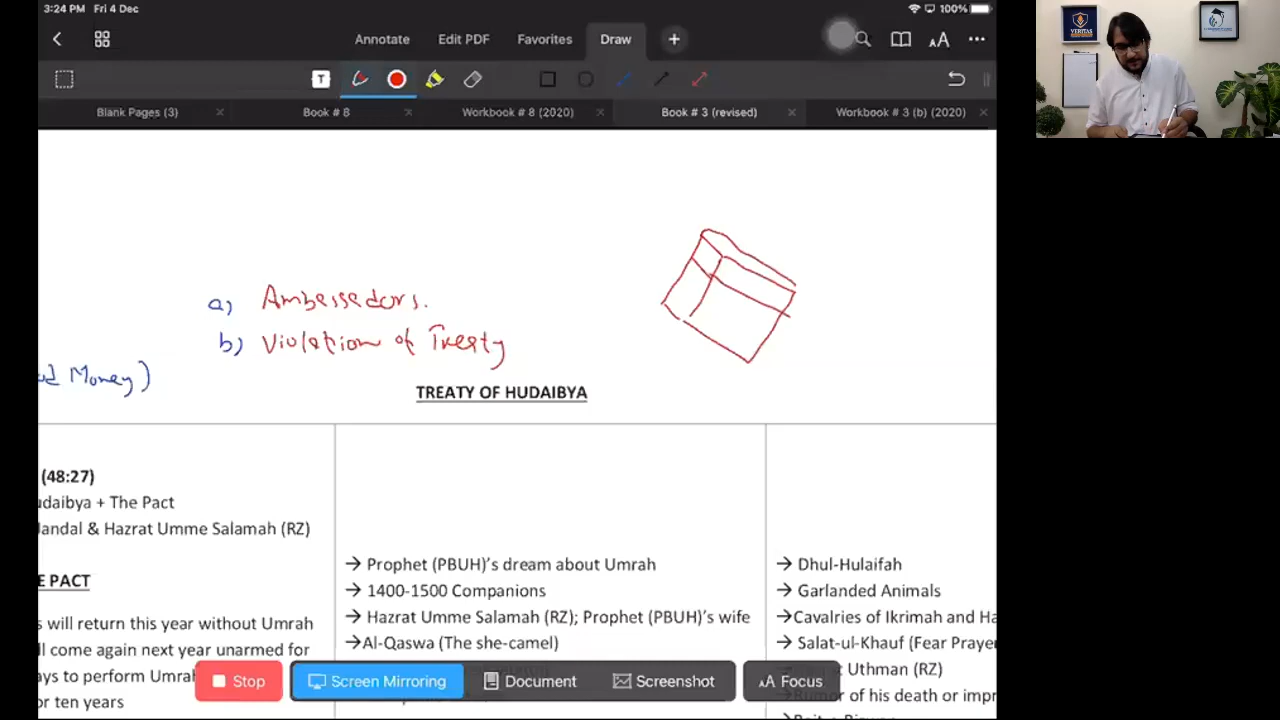 3:24 PM Fri 4 Dec
100%
Annotate Edit PDF Favorites Draw
T
Blank Pages (3) Book # 8 Workbook # 8 (2020) Book # 3 (revised) Workbook # 3 (b) (2020)
VERITAS
a) Ambessedors.
b) Violation of Treaty
Money)
TREATY OF HUDAIBYA
(48:27)
udaibya + The Pact
Jandal & Hazrat Umme Salamah (RZ)
E PACT
s will return this year without Umrah
ll come again next year unarmed for
ays to perform Umrah
or ten years
→ Prophet (PBUH)'s dream about Umrah
→ 1400-1500 Companions
→ Hazrat Umme Salamah (RZ); Prophet (PBUH)'s wife
→Al-Qaswa (The she-camel)
→ Dhul-Hulaifah
→ Garlanded Animals
→Cavalries of Ikrimah and Ha
→ Salat-ul-Khauf (Fear Prayer
Uthman (RZ)
Rumor of his death or impr
Stop Screen Mirroring Document Screenshot AA Focus